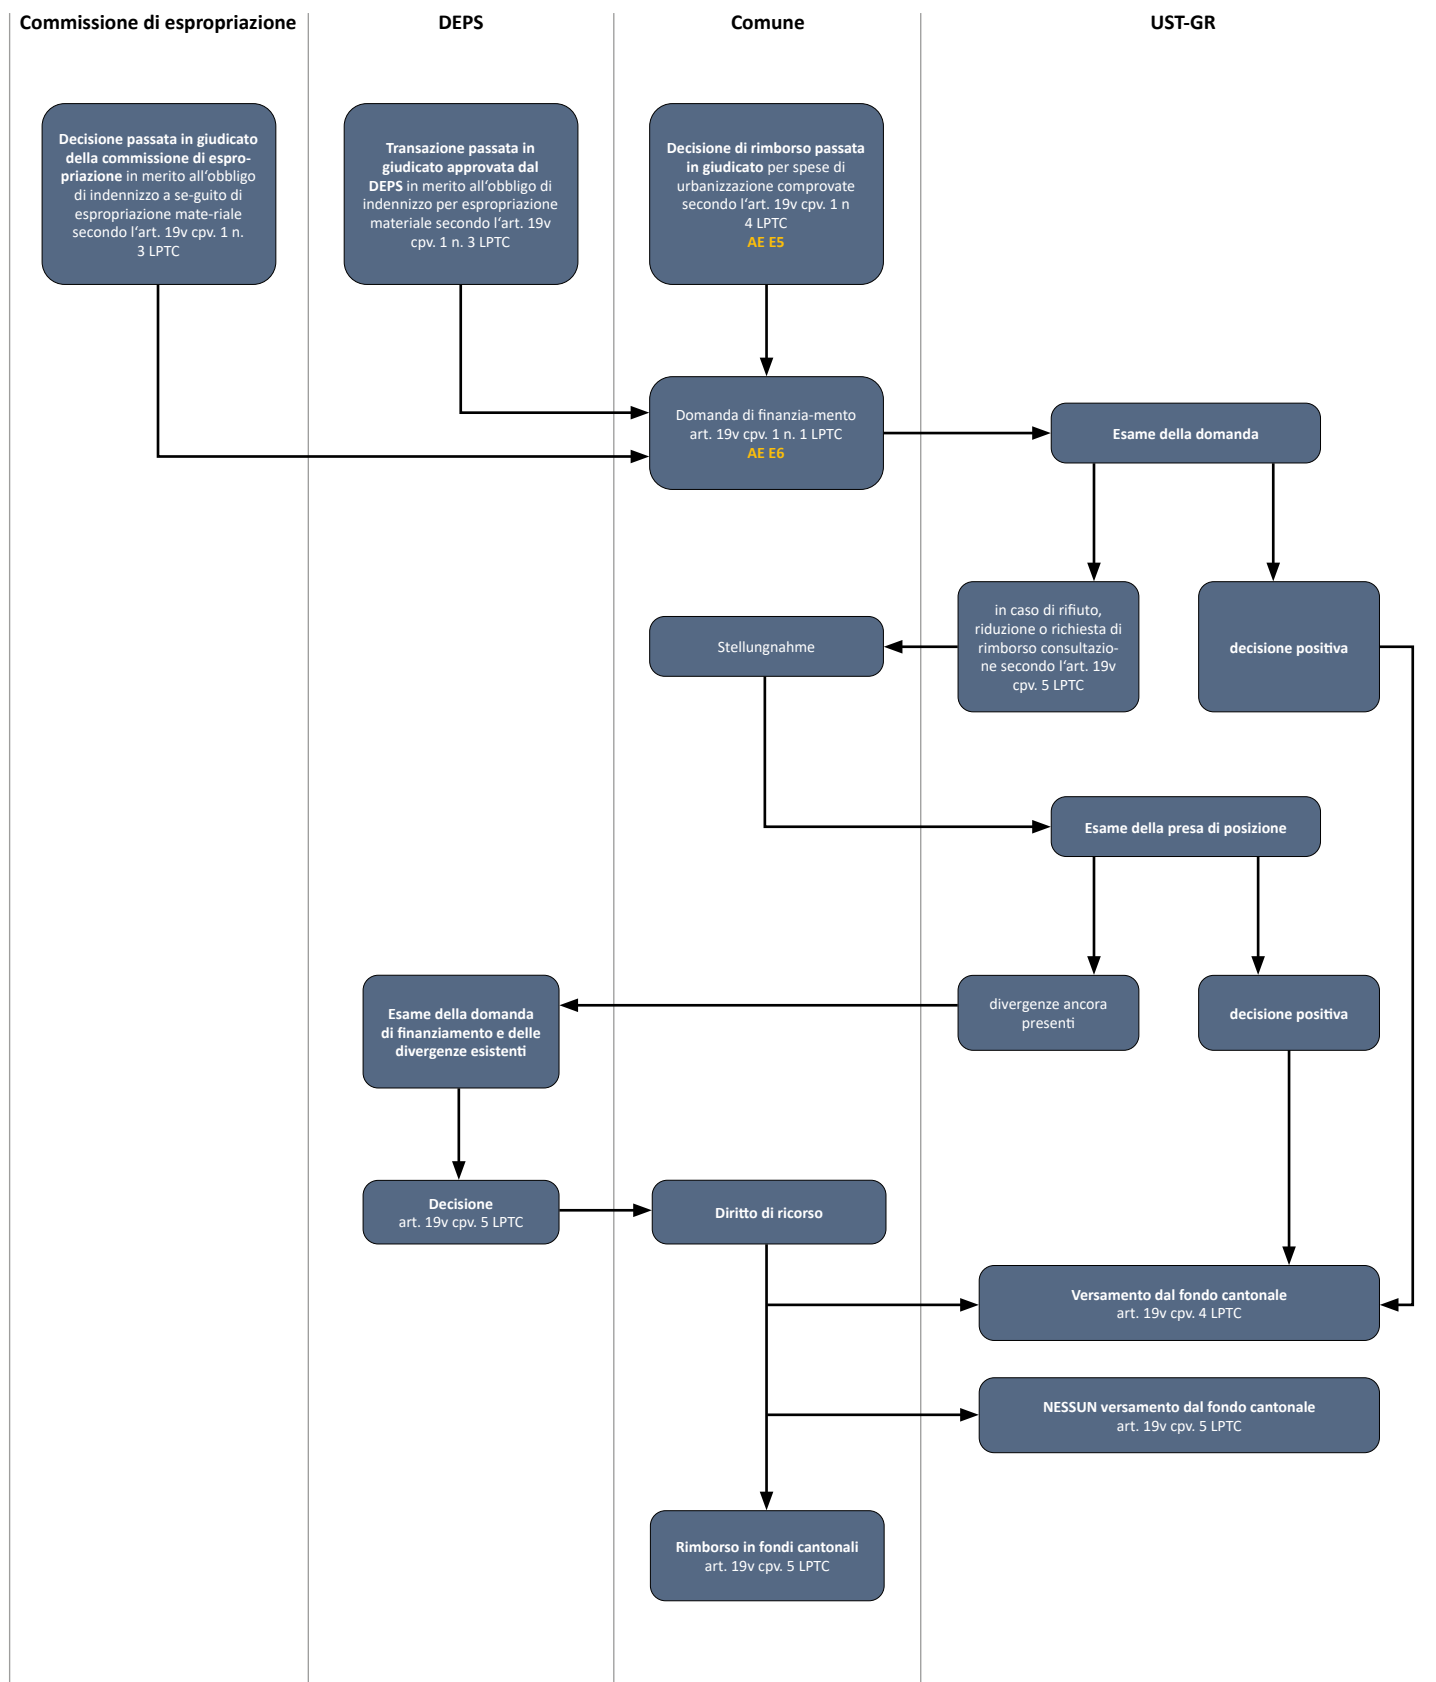 Commissione di espropriazione
DEPS
Comune
UST-GR
Decisione passata in giudicato
della commissione di espro-
priazione in merito all'obbligo
di indennizzo a se-guito di
espropriazione mate-riale
secondo l'art. 19v cpv. 1 n.
3 LPTC
Transazione passata in
giudicato approvata dal
DEPS in merito all'obbligo di
indennizzo per espropriazione
materiale secondo l'art. 19v
cpv. 1 n. 3 LPTC
Decisione di rimborso passata
in giudicato per spese di
urbanizzazione comprovate
secondo l'art. 19v cpv. 1 n
4 LPTC
AE E5
Domanda di finanzia-mento
art. 19v cpv. 1 n. 1 LPTC
AE E6
Esame della domanda
in caso di rifiuto,
riduzione o richiesta di
rimborso consultazio-
ne secondo l'art. 19v
cpv. 5 LPTC
decisione positiva
Stellungnahme
Esame della presa di posizione
divergenze ancora
presenti
decisione positiva
Esame della domanda
di finanziamento e delle
divergenze esistenti
Decisione
art. 19v cpv. 5 LPTC
Diritto di ricorso
Versamento dal fondo cantonale
art. 19v cpv. 4 LPTC
NESSUN versamento dal fondo cantonale
art. 19v cpv. 5 LPTC
Rimborso in fondi cantonali
art. 19v cpv. 5 LPTC